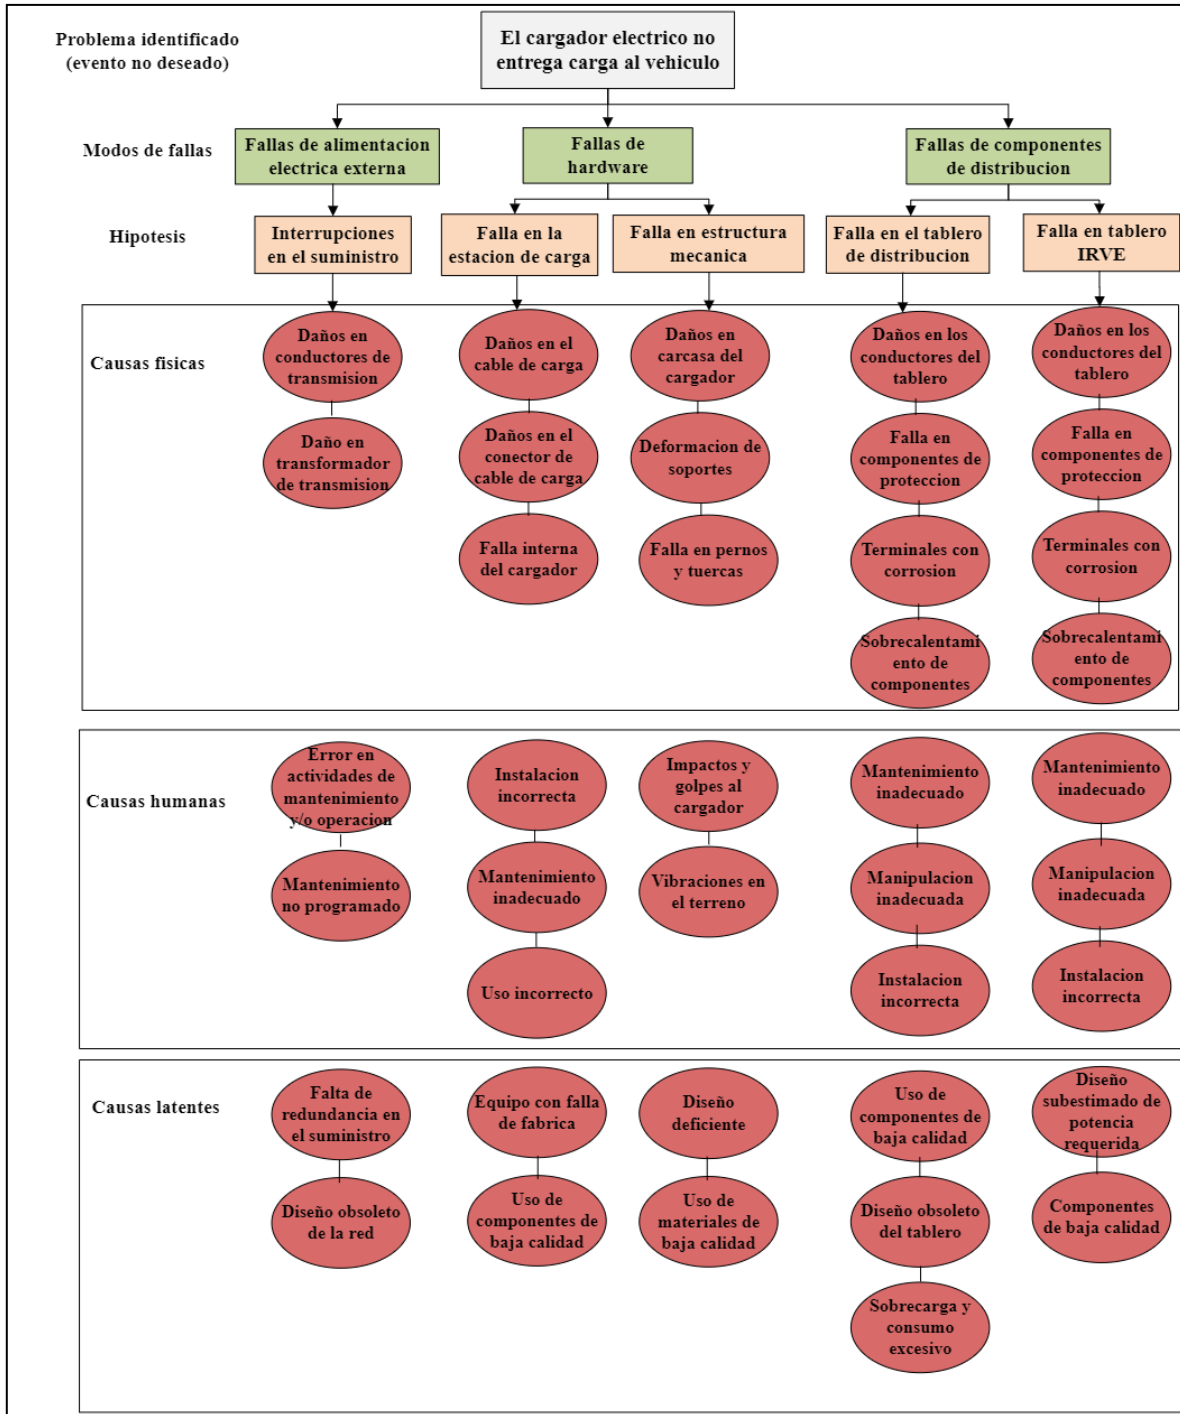 Problema identificado
(evento no deseado)
El cargador electrico no
entrega carga al vehiculo
Modos de fallas
Fallas de alimentacion
electrica externa
Fallas de
hardware
Fallas de componentes
de distribucion
Hipotesis
Interrupciones
en el suministro
Falla en la
estacion de carga
Falla en estructura
mecanica
Falla en el tablero
de distribucion
Falla en tablero
IRVE
Causas fisicas
Daños en
conductores de
transmision
Daños en el
cable de carga
Daños en
carcasa del
cargador
Daños en los
conductores del
tablero
Daños en los
conductores del
tablero
Daño en
transformador
de transmision
Daños en el
conector de
cable de carga
Deformacion de
soportes
Falla en
componentes de
proteccion
Falla en
componentes de
proteccion
Falla interna
del cargador
Falla en pernos
y tuercas
Terminales con
corrosion
Terminales con
corrosion
Sobrecalentami
ento de
componentes
Sobrecalentami
ento de
componentes
Causas humanas
Error en
actividades de
mantenimiento
y/o operacion
Instalacion
incorrecta
Impactos y
golpes al
cargador
Mantenimiento
inadecuado
Mantenimiento
inadecuado
Mantenimiento
no programado
Mantenimiento
inadecuado
Vibraciones en
el terreno
Manipulacion
inadecuada
Manipulacion
inadecuada
Uso incorrecto
Instalacion
incorrecta
Instalacion
incorrecta
Causas latentes
Falta de
redundancia en
el suministro
Equipo con falla
de fabrica
Diseño
deficiente
Uso de
componentes de
baja calidad
Diseño
subestimado de
potencia
requerida
Diseño obsoleto
de la red
Uso de
componentes de
baja calidad
Uso de
materiales de
baja calidad
Diseño obsoleto
del tablero
Componentes
de baja calidad
Sobrecarga y
consumo
excesivo